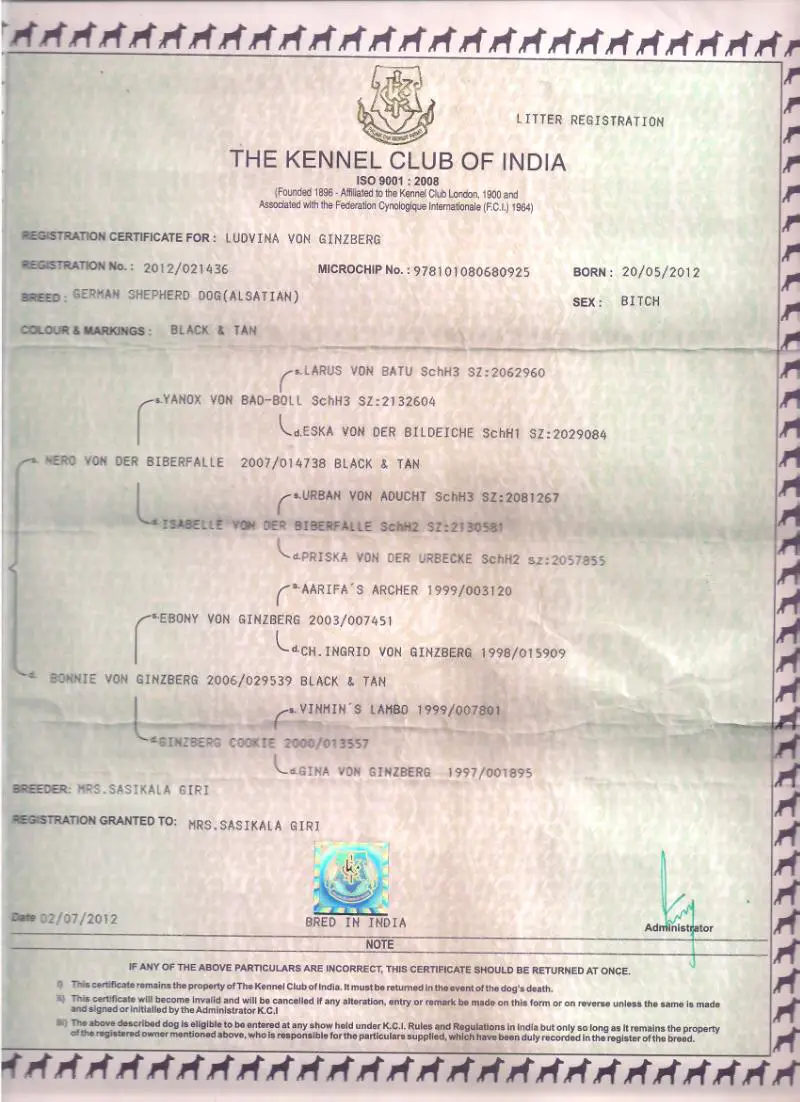 LITTER REGISTRATION
THE KENNEL CLUB OF INDIA
ISO 9001 : 2008
(Founded 1896 - Affiliated to the Kennel Club London, 1900 and
Associated with the Federation Cynologique Internationale (F.C.I.) 1964)
REGISTRATION CERTIFICATE FOR : LUDVINA VON GINZBERG
REGISTRATION No. : 2012/021436 MICROCHIP No. : 978101080680925 BORN : 20/05/2012
BREED : GERMAN SHEPHERD DOG(ALSATIAN) SEX : BITCH
COLOUR & MARKINGS : BLACK & TAN
s.LARUS VON BATU SchH3 SZ:2062960
s.YANOX VON BAD-BOLL SchH3 SZ:2132604
d.ESKA VON DER BILDEICHE SchH1 SZ:2029084
s. NERO VON DER BIBERFALLE 2007/014738 BLACK & TAN
s.URBAN VON ADUCHT SchH3 SZ:2081267
d.ISABELLE VON DER BIBERFALLE SchH2 SZ:2130581
d.PRISKA VON DER URBECKE SchH2 sz:2057855
s.AARIFA´S ARCHER 1999/003120
s.EBONY VON GINZBERG 2003/007451
d.CH.INGRID VON GINZBERG 1998/015909
d. BONNIE VON GINZBERG 2006/029539 BLACK & TAN
s.VINMIN´S LAMBO 1999/007801
d.GINZBERG COOKIE 2000/013557
d.GINA VON GINZBERG 1997/001895
BREEDER: MRS.SASIKALA GIRI
REGISTRATION GRANTED TO: MRS.SASIKALA GIRI
Date 02/07/2012
BRED IN INDIA
Administrator
NOTE
IF ANY OF THE ABOVE PARTICULARS ARE INCORRECT, THIS CERTIFICATE SHOULD BE RETURNED AT ONCE.
i) This certificate remains the property of The Kennel Club of India. It must be returned in the event of the dog's death.
ii) This certificate will become invalid and will be cancelled if any alteration, entry or remark be made on this form or on reverse unless the same is made
and signed or initialled by the Administrator K.C.I
iii) The above described dog is eligible to be entered at any show held under K.C.I. Rules and Regulations in India but only so long as it remains the property
of the registered owner mentioned above, who is responsible for the particulars supplied, which have been duly recorded in the register of the breed.